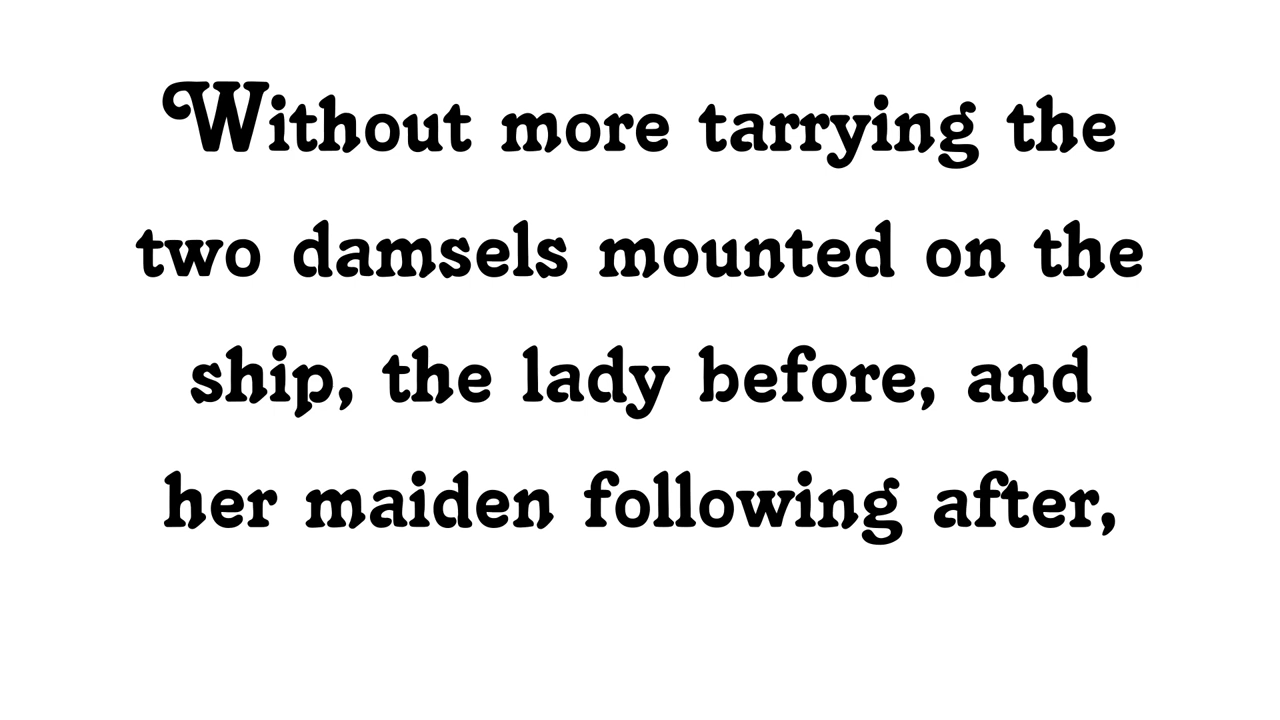 Without more tarrying the
two damsels mounted on the
ship, the lady before, and
her maiden following after,